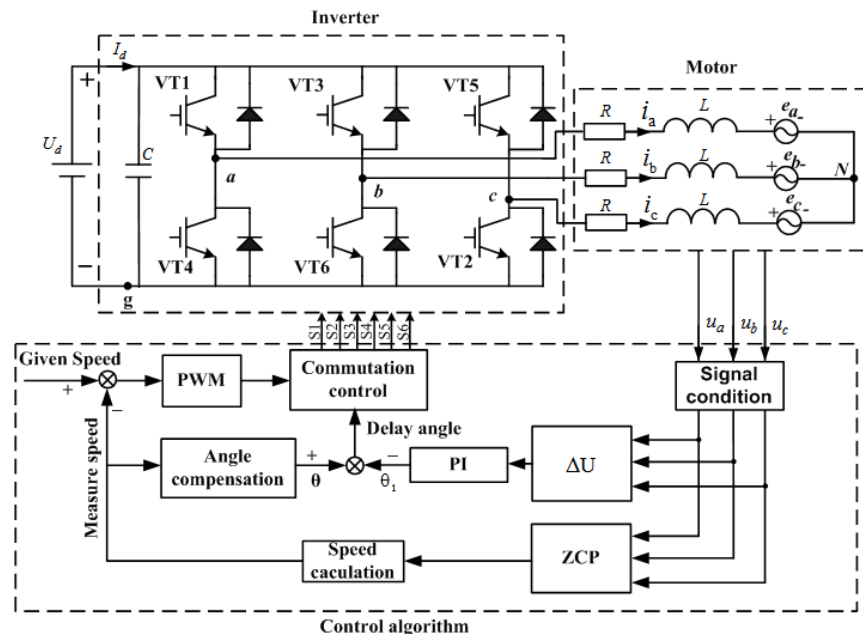 Inverter
I_d
VT1
VT3
VT5
Motor
+
U_d
C
R
i_a
L
+
e_a-
a
R
i_b
L
+
e_b-
N
b
c
R
i_c
L
+
e_c-
VT4
VT6
VT2
−
g
S1
S2
S3
S4
S5
S6
u_a
u_b
u_c
Given Speed
+
−
PWM
Commutation
control
Signal
condition
Delay angle
Measure speed
Angle
compensation
+
θ
−
θ₁
PI
ΔU
Speed
caculation
ZCP
Control algorithm